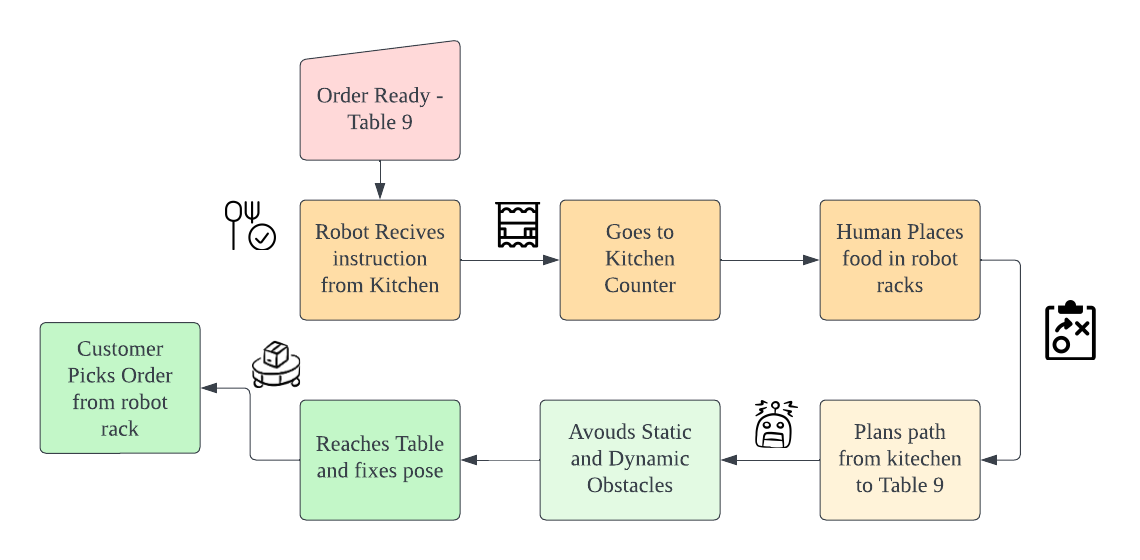 Order Ready -
Table 9
Robot Recives
instruction
from Kitchen
Goes to
Kitchen
Counter
Human Places
food in robot
racks
Plans path
from kitechen
to Table 9
Avouds Static
and Dynamic
Obstacles
Reaches Table
and fixes pose
Customer
Picks Order
from robot
rack